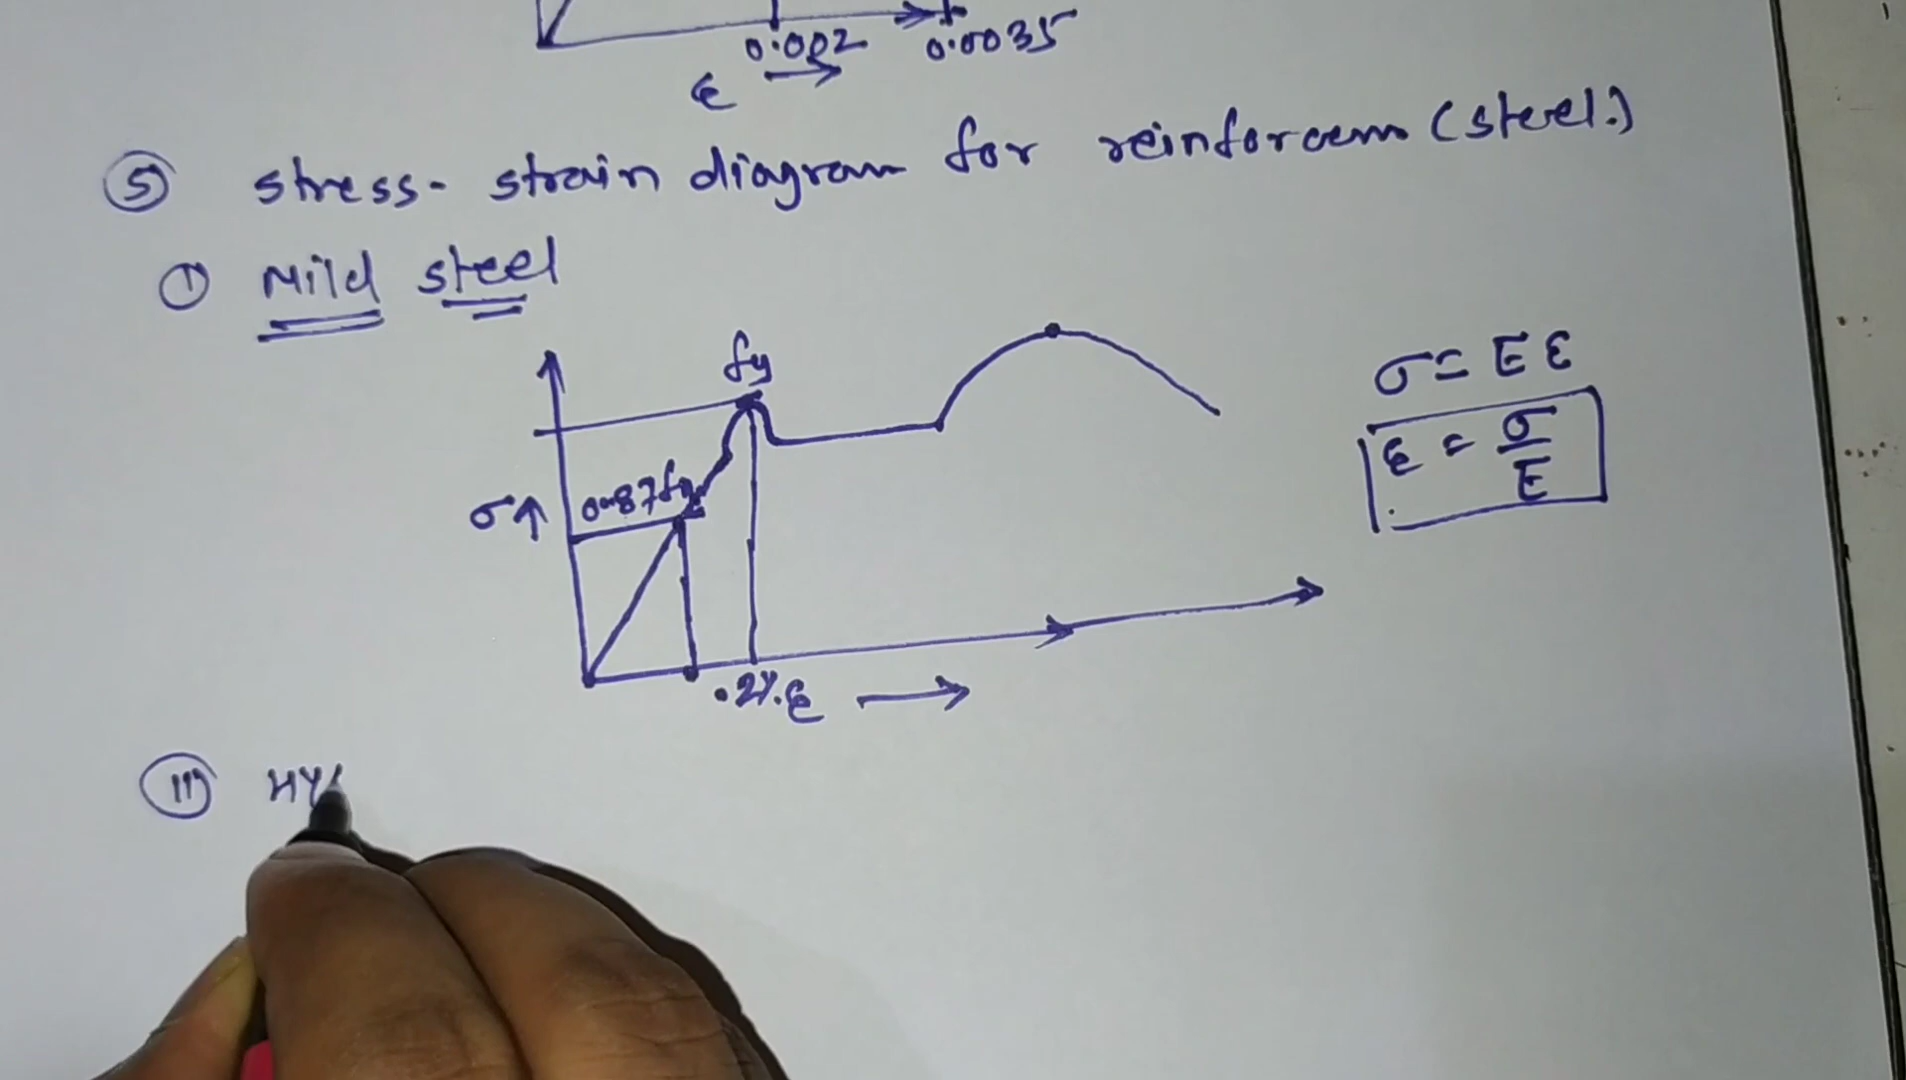 0.002 0.0035
ε
⑤ stress- strain diagram for reinforcem (steel.)
① Mild steel
fy
σ = E ε
ε = σ/E
σ↑ 0.87fy
.2%. ε
(ii) HY